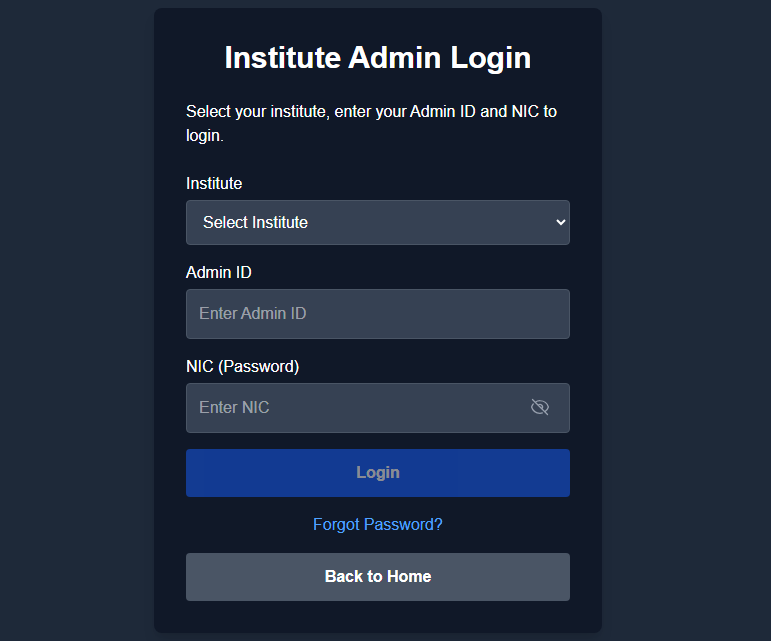 Institute Admin Login
Select your institute, enter your Admin ID and NIC to
login.
Institute
Select Institute
Admin ID
Enter Admin ID
NIC (Password)
Enter NIC
Login
Forgot Password?
Back to Home